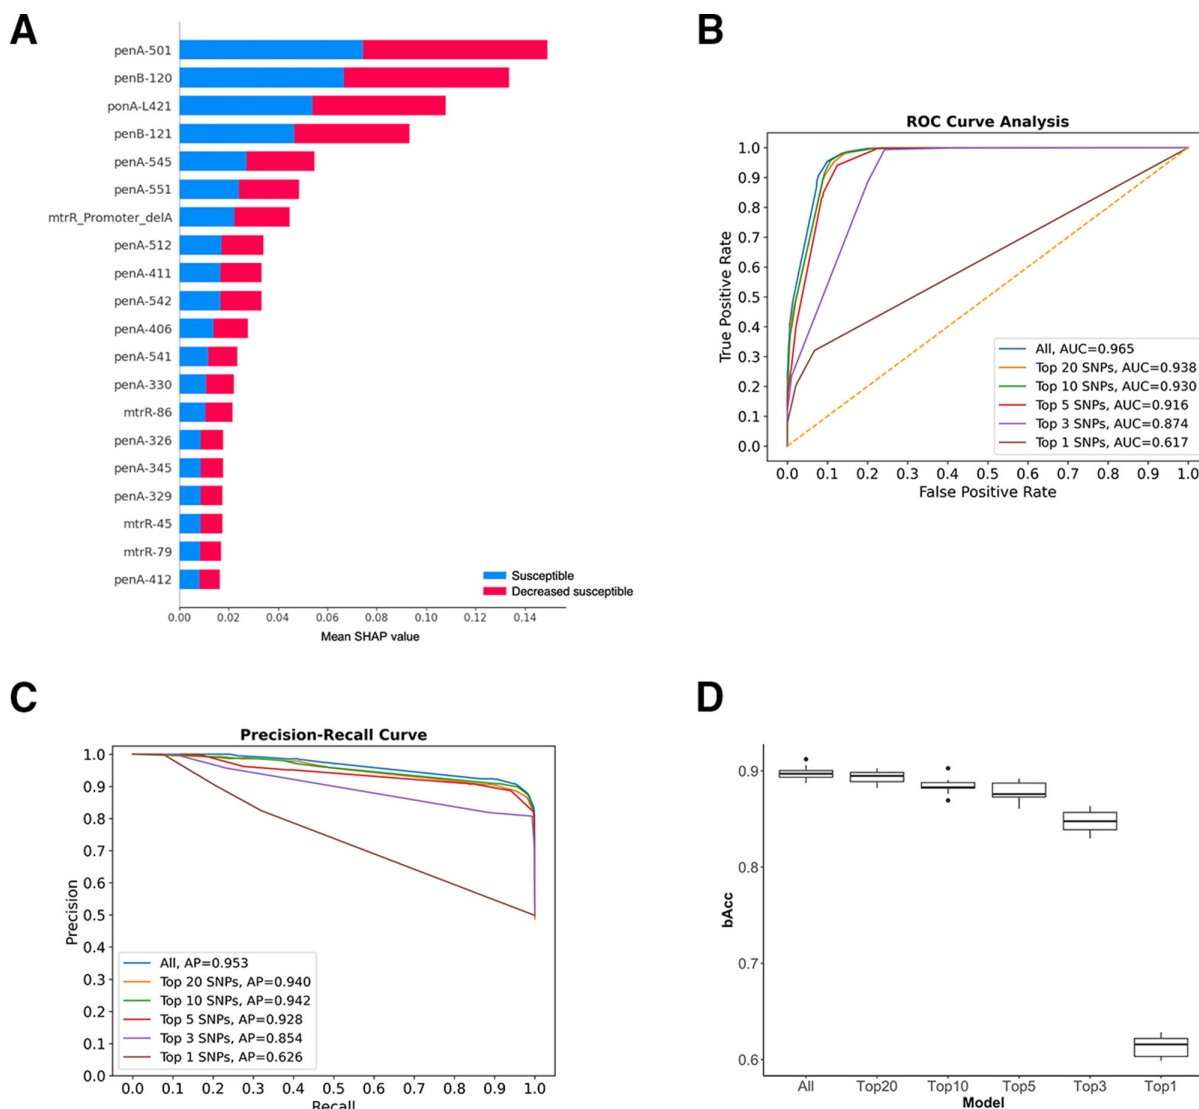 A
penA-501
penB-120
ponA-L421
penB-121
penA-545
penA-551
mtrR_Promoter_delA
penA-512
penA-411
penA-542
penA-406
penA-541
penA-330
mtrR-86
penA-326
penA-345
penA-329
mtrR-45
mtrR-79
penA-412
Susceptible
Decreased susceptible
0.00 0.02 0.04 0.06 0.08 0.10 0.12 0.14
Mean SHAP value
B
ROC Curve Analysis
True Positive Rate
1.0
0.9
0.8
0.7
0.6
0.5
0.4
0.3
0.2
0.1
0.0
All, AUC=0.965
Top 20 SNPs, AUC=0.938
Top 10 SNPs, AUC=0.930
Top 5 SNPs, AUC=0.916
Top 3 SNPs, AUC=0.874
Top 1 SNPs, AUC=0.617
0.0 0.1 0.2 0.3 0.4 0.5 0.6 0.7 0.8 0.9 1.0
False Positive Rate
C
Precision-Recall Curve
Precision
1.0
0.9
0.8
0.7
0.6
0.5
0.4
0.3
0.2
0.1
0.0
All, AP=0.953
Top 20 SNPs, AP=0.940
Top 10 SNPs, AP=0.942
Top 5 SNPs, AP=0.928
Top 3 SNPs, AP=0.854
Top 1 SNPs, AP=0.626
0.0 0.1 0.2 0.3 0.4 0.5 0.6 0.7 0.8 0.9 1.0
Recall
D
bAcc
0.9
0.8
0.7
0.6
All Top20 Top10 Top5 Top3 Top1
Model